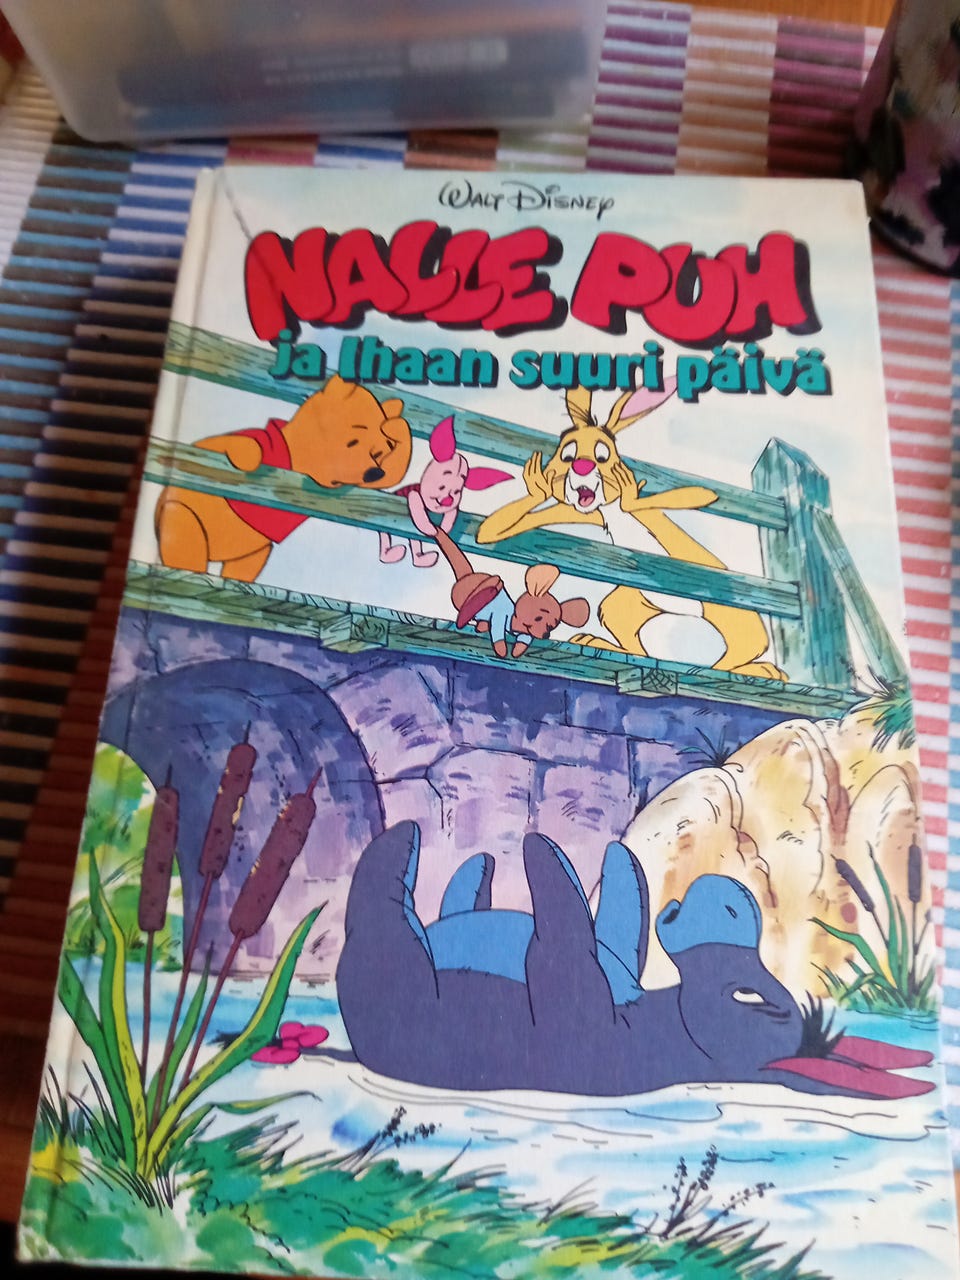 WALT DISNEY
NALLE PUH
ja Ihaan suuri päivä